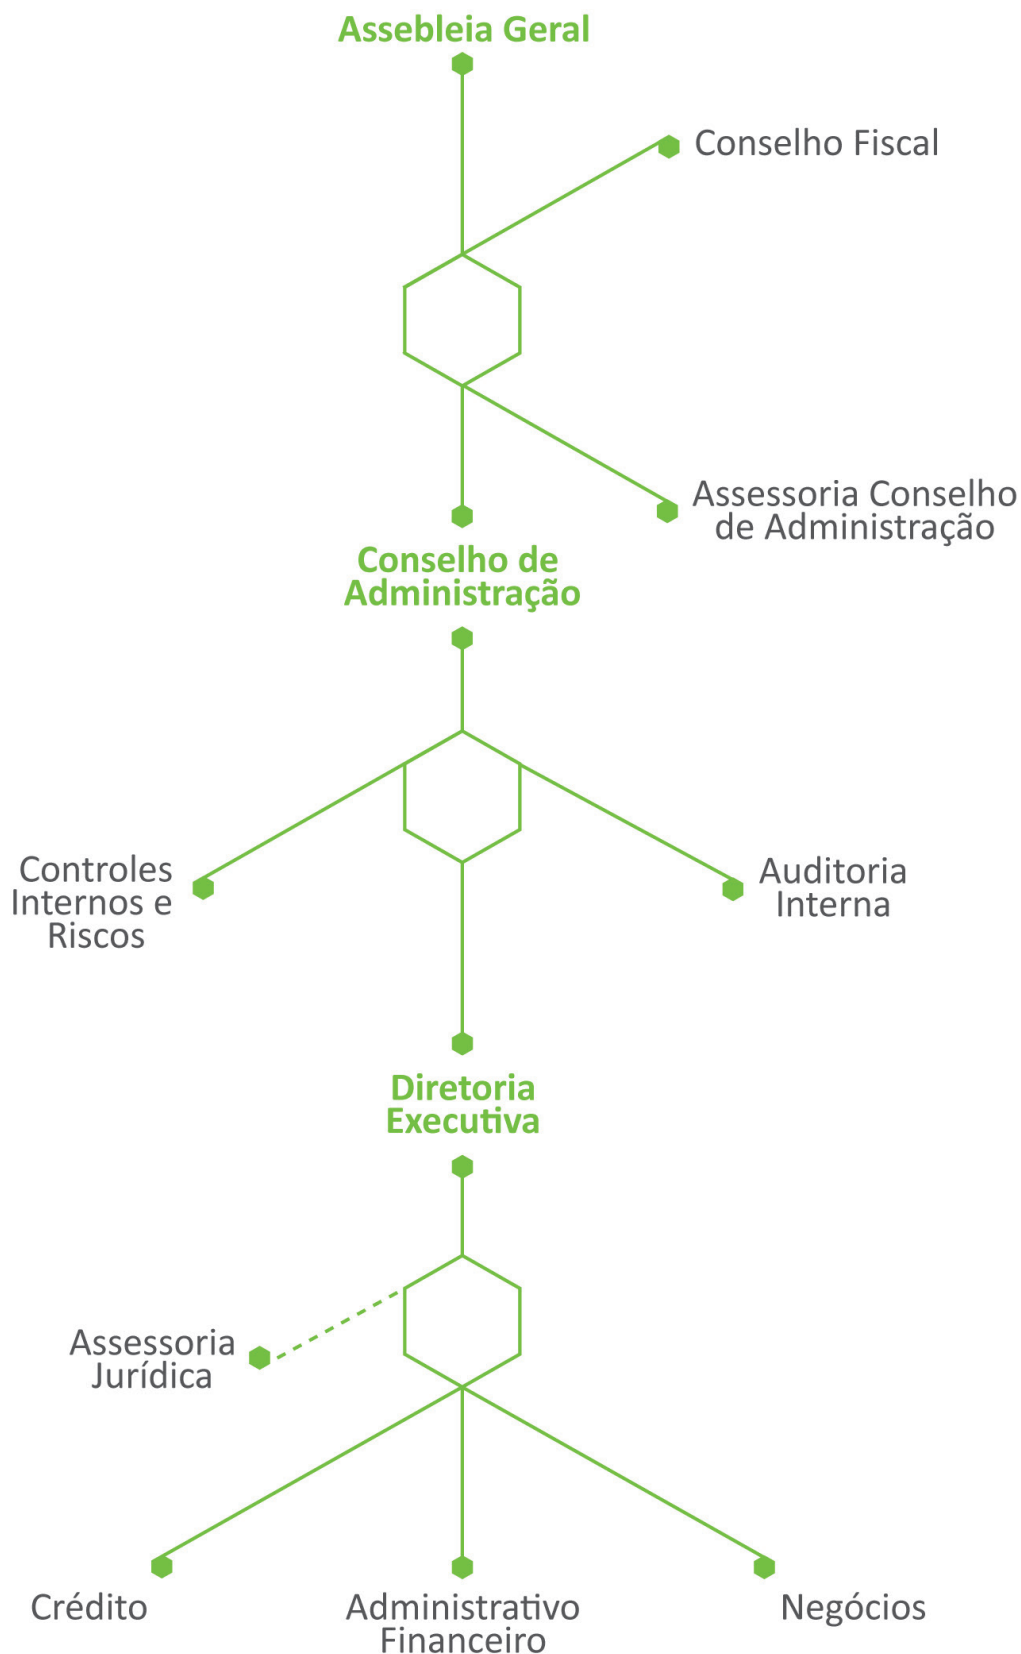 Assebleia Geral
Conselho Fiscal
Assessoria Conselho
de Administração
Conselho de
Administração
Controles
Internos e
Riscos
Auditoria
Interna
Diretoria
Executiva
Assessoria
Jurídica
Crédito
Administrativo
Financeiro
Negócios